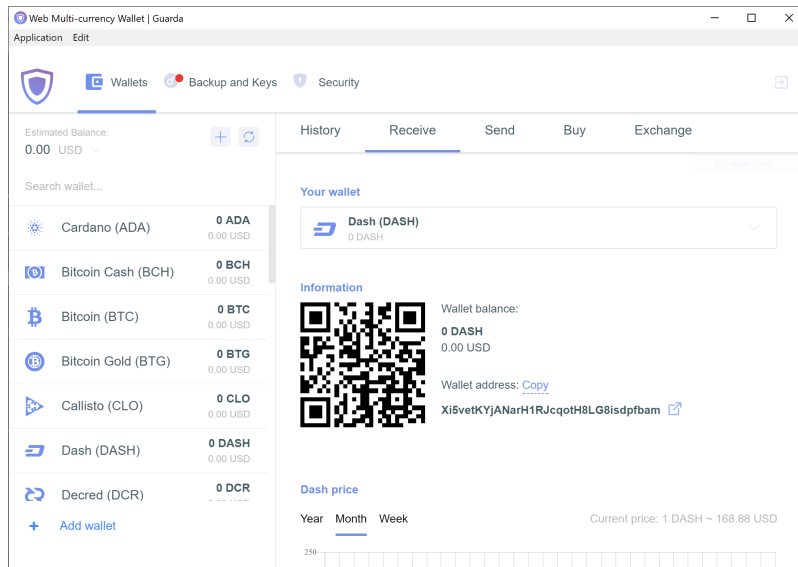 Web Multi-currency Wallet | Guarda
Application Edit
Wallets Backup and Keys Security
Estimated Balance:
0.00 USD
Search wallet...
Cardano (ADA) 0 ADA
0.00 USD
Bitcoin Cash (BCH) 0 BCH
0.00 USD
Bitcoin (BTC) 0 BTC
0.00 USD
Bitcoin Gold (BTG) 0 BTG
0.00 USD
Callisto (CLO) 0 CLO
0.00 USD
Dash (DASH) 0 DASH
0.00 USD
Decred (DCR) 0 DCR
+ Add wallet
History Receive Send Buy Exchange
Your wallet
Dash (DASH)
0 DASH
Information
Wallet balance:
0 DASH
0.00 USD
Wallet address: Copy
Xi5vetKYjANarH1RJcqotH8LG8isdpfbam
Dash price
Year Month Week
Current price: 1 DASH ~ 168.88 USD
250